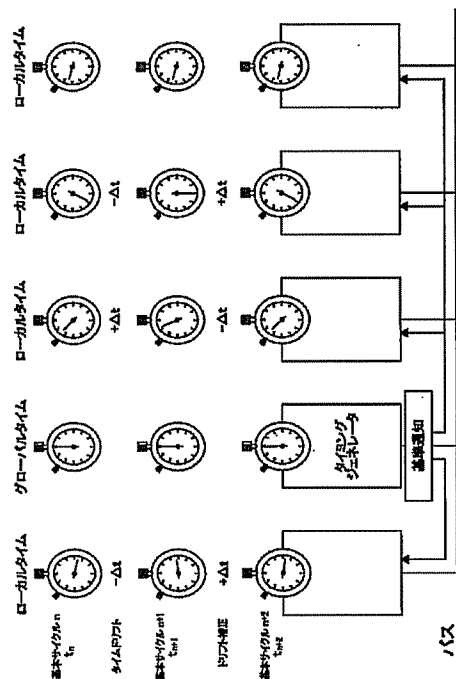 ローカルタイム
グローバルタイム
ローカルタイム
ローカルタイム
ローカルタイム
基本サイクル n
tn
タイムドリフト
-Δt
+Δt
-Δt
基本サイクル n+1
tn+1
ドリフト補正
+Δt
-Δt
+Δt
基本サイクル n+2
tn+2
タイミング
ジェネレータ
基準通知
バス